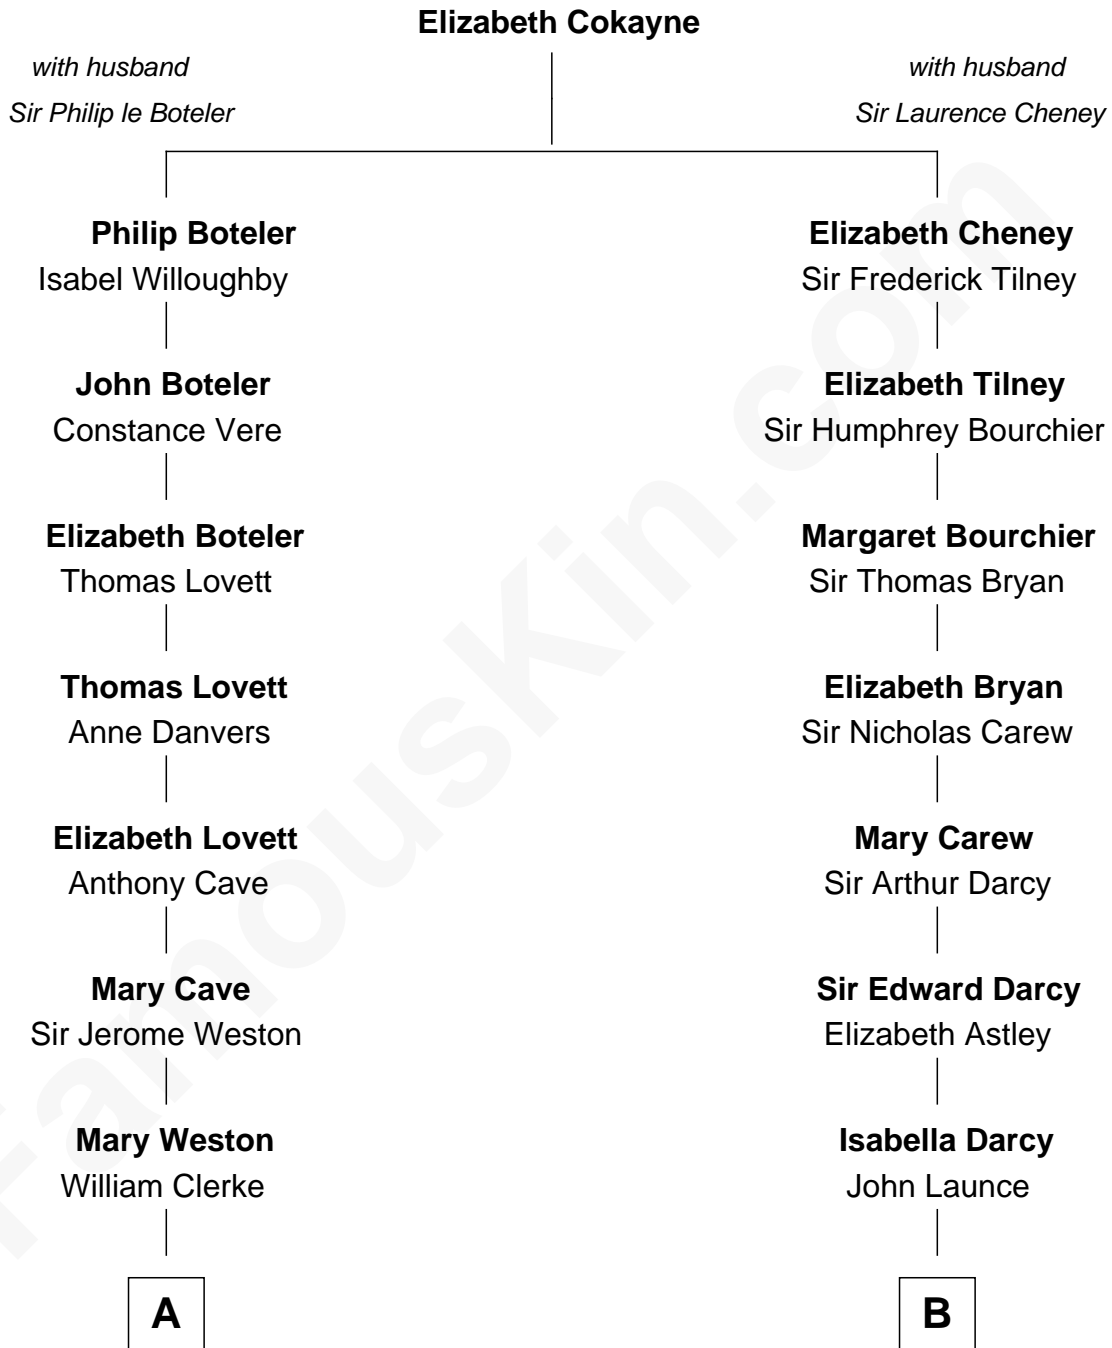 Elizabeth Cokayne
with husband
Sir Philip le Boteler
with husband
Sir Laurence Cheney
Philip Boteler
Isabel Willoughby
John Boteler
Constance Vere
Elizabeth Boteler
Thomas Lovett
Thomas Lovett
Anne Danvers
Elizabeth Lovett
Anthony Cave
Mary Cave
Sir Jerome Weston
Mary Weston
William Clerke
A
Elizabeth Cheney
Sir Frederick Tilney
Elizabeth Tilney
Sir Humphrey Bourchier
Margaret Bourchier
Sir Thomas Bryan
Elizabeth Bryan
Sir Nicholas Carew
Mary Carew
Sir Arthur Darcy
Sir Edward Darcy
Elizabeth Astley
Isabella Darcy
John Launce
B
FamousKin.com